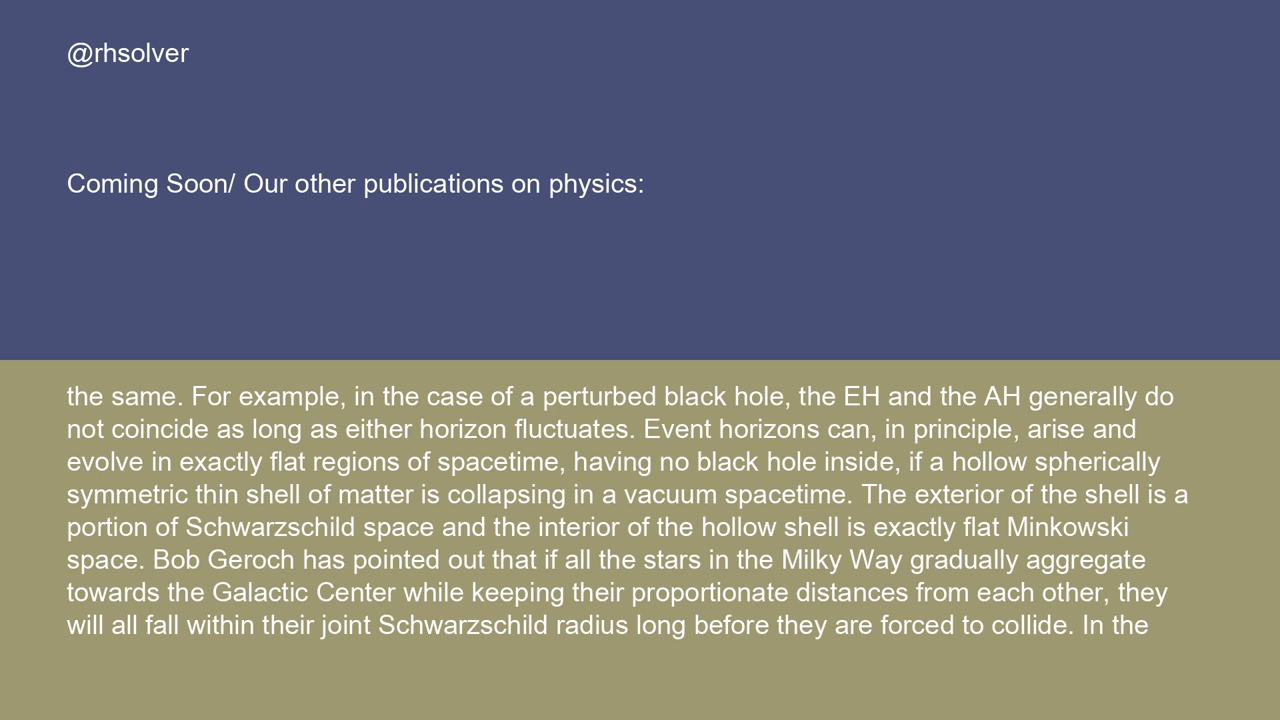 @rhsolver
Coming Soon/ Our other publications on physics:
the same. For example, in the case of a perturbed black hole, the EH and the AH generally do
not coincide as long as either horizon fluctuates. Event horizons can, in principle, arise and
evolve in exactly flat regions of spacetime, having no black hole inside, if a hollow spherically
symmetric thin shell of matter is collapsing in a vacuum spacetime. The exterior of the shell is a
portion of Schwarzschild space and the interior of the hollow shell is exactly flat Minkowski
space. Bob Geroch has pointed out that if all the stars in the Milky Way gradually aggregate
towards the Galactic Center while keeping their proportionate distances from each other, they
will all fall within their joint Schwarzschild radius long before they are forced to collide. In the